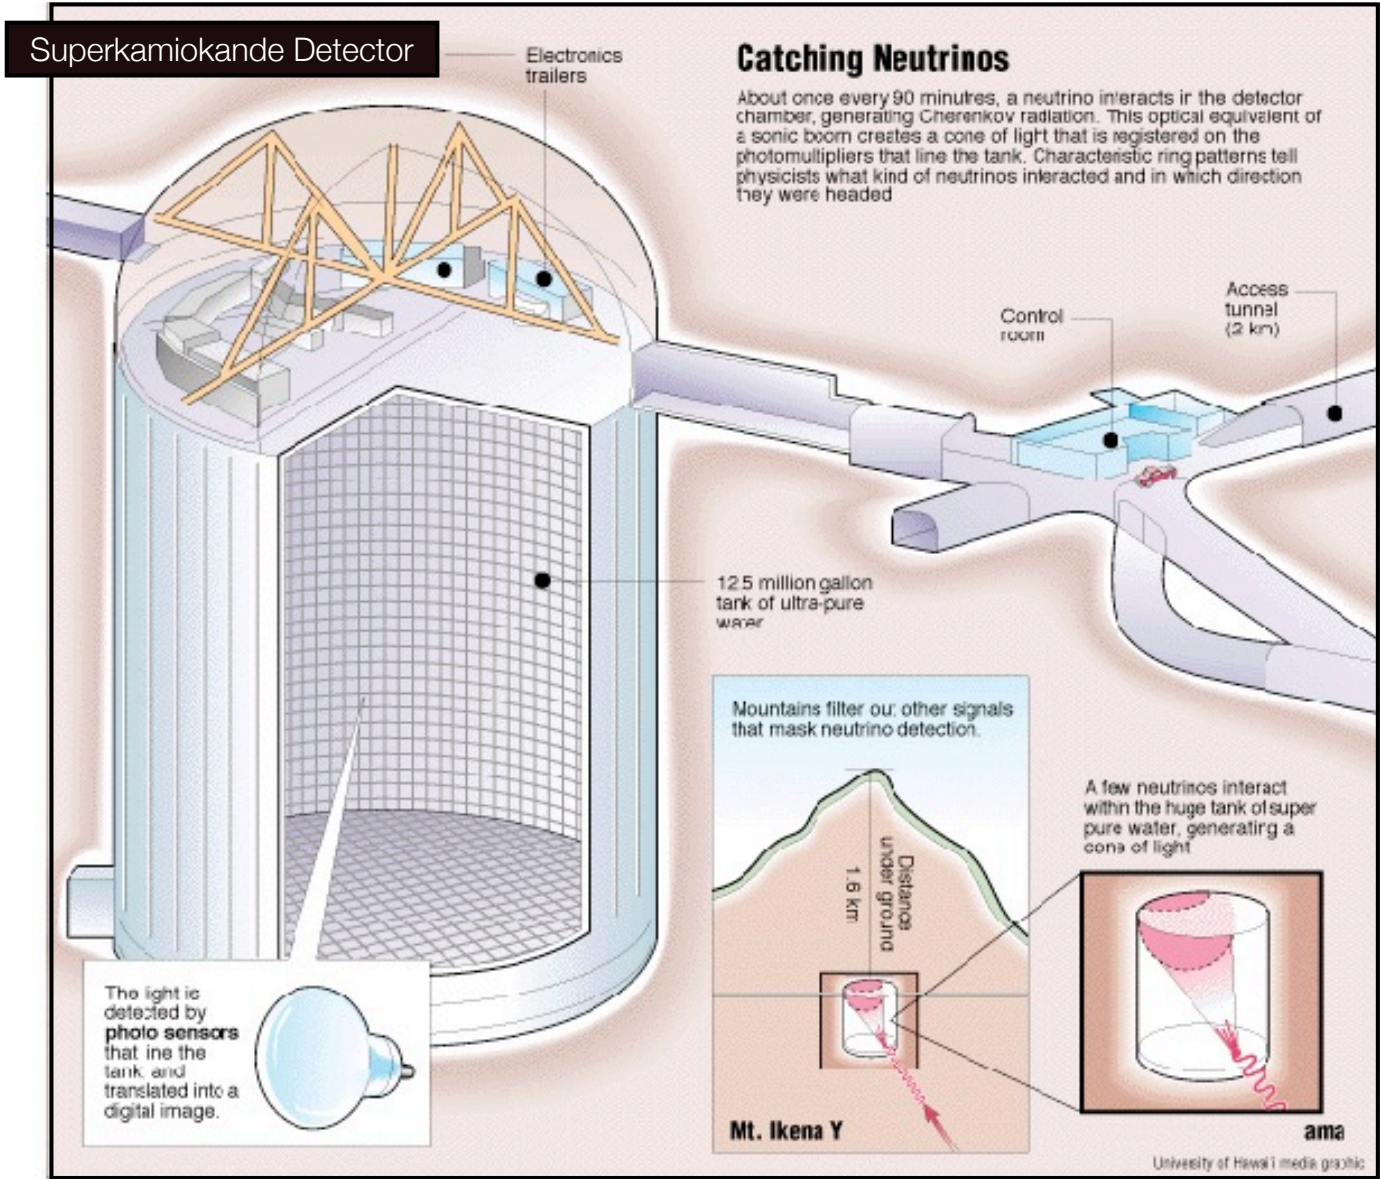 Superkamiokande Detector
Electronics
trailers
Catching Neutrinos
About once every 90 minutres, a neutrino interacts in the detector
chamber, generating Cherenkov radiation. This optical equivalent of
a sonic boom creates a cone of light that is registered on the
photomultipliers that line the tank. Characteristic ring patterns tell
physicists what kind of neutrinos interacted and in which direction
they were headed
Control
room
Access
tunnel
(2 km)
12.5 million gallon
tank of ultra-pure
water
Mountains filter out other signals
that mask neutrino detection.
Distance
under ground
1.6 km
Mt. Ikena Y
A few neutrinos interact
within the huge tank of super
pure water, generating a
cone of light
ama
The light is
detected by
photo sensors
that line the
tank, and
translated into a
digital image.
University of Hawai'i media graphic